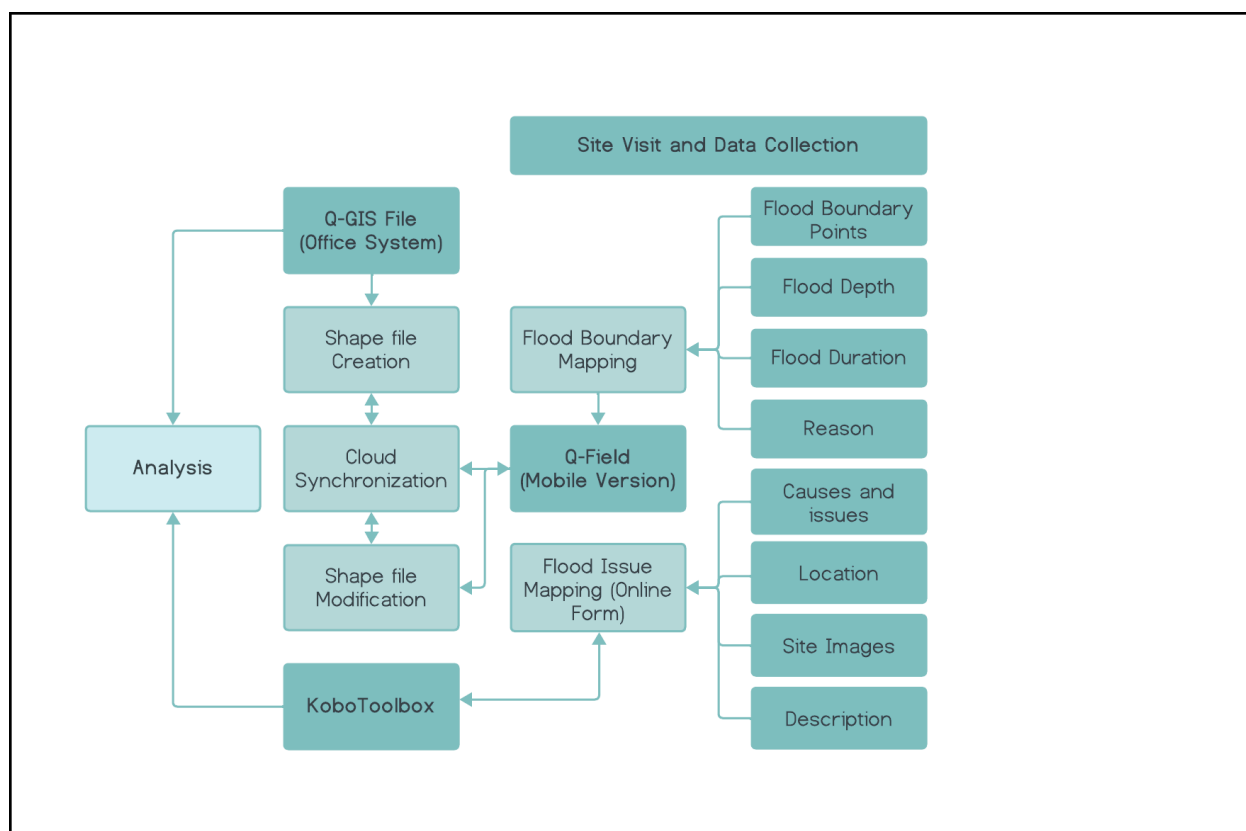 Site Visit and Data Collection
Q-GIS File
(Office System)
Flood Boundary
Points
Flood Depth
Shape file
Creation
Flood Boundary
Mapping
Flood Duration
Reason
Analysis
Cloud
Synchronization
Q-Field
(Mobile Version)
Causes and
issues
Shape file
Modification
Flood Issue
Mapping (Online
Form)
Location
Site Images
KoboToolbox
Description